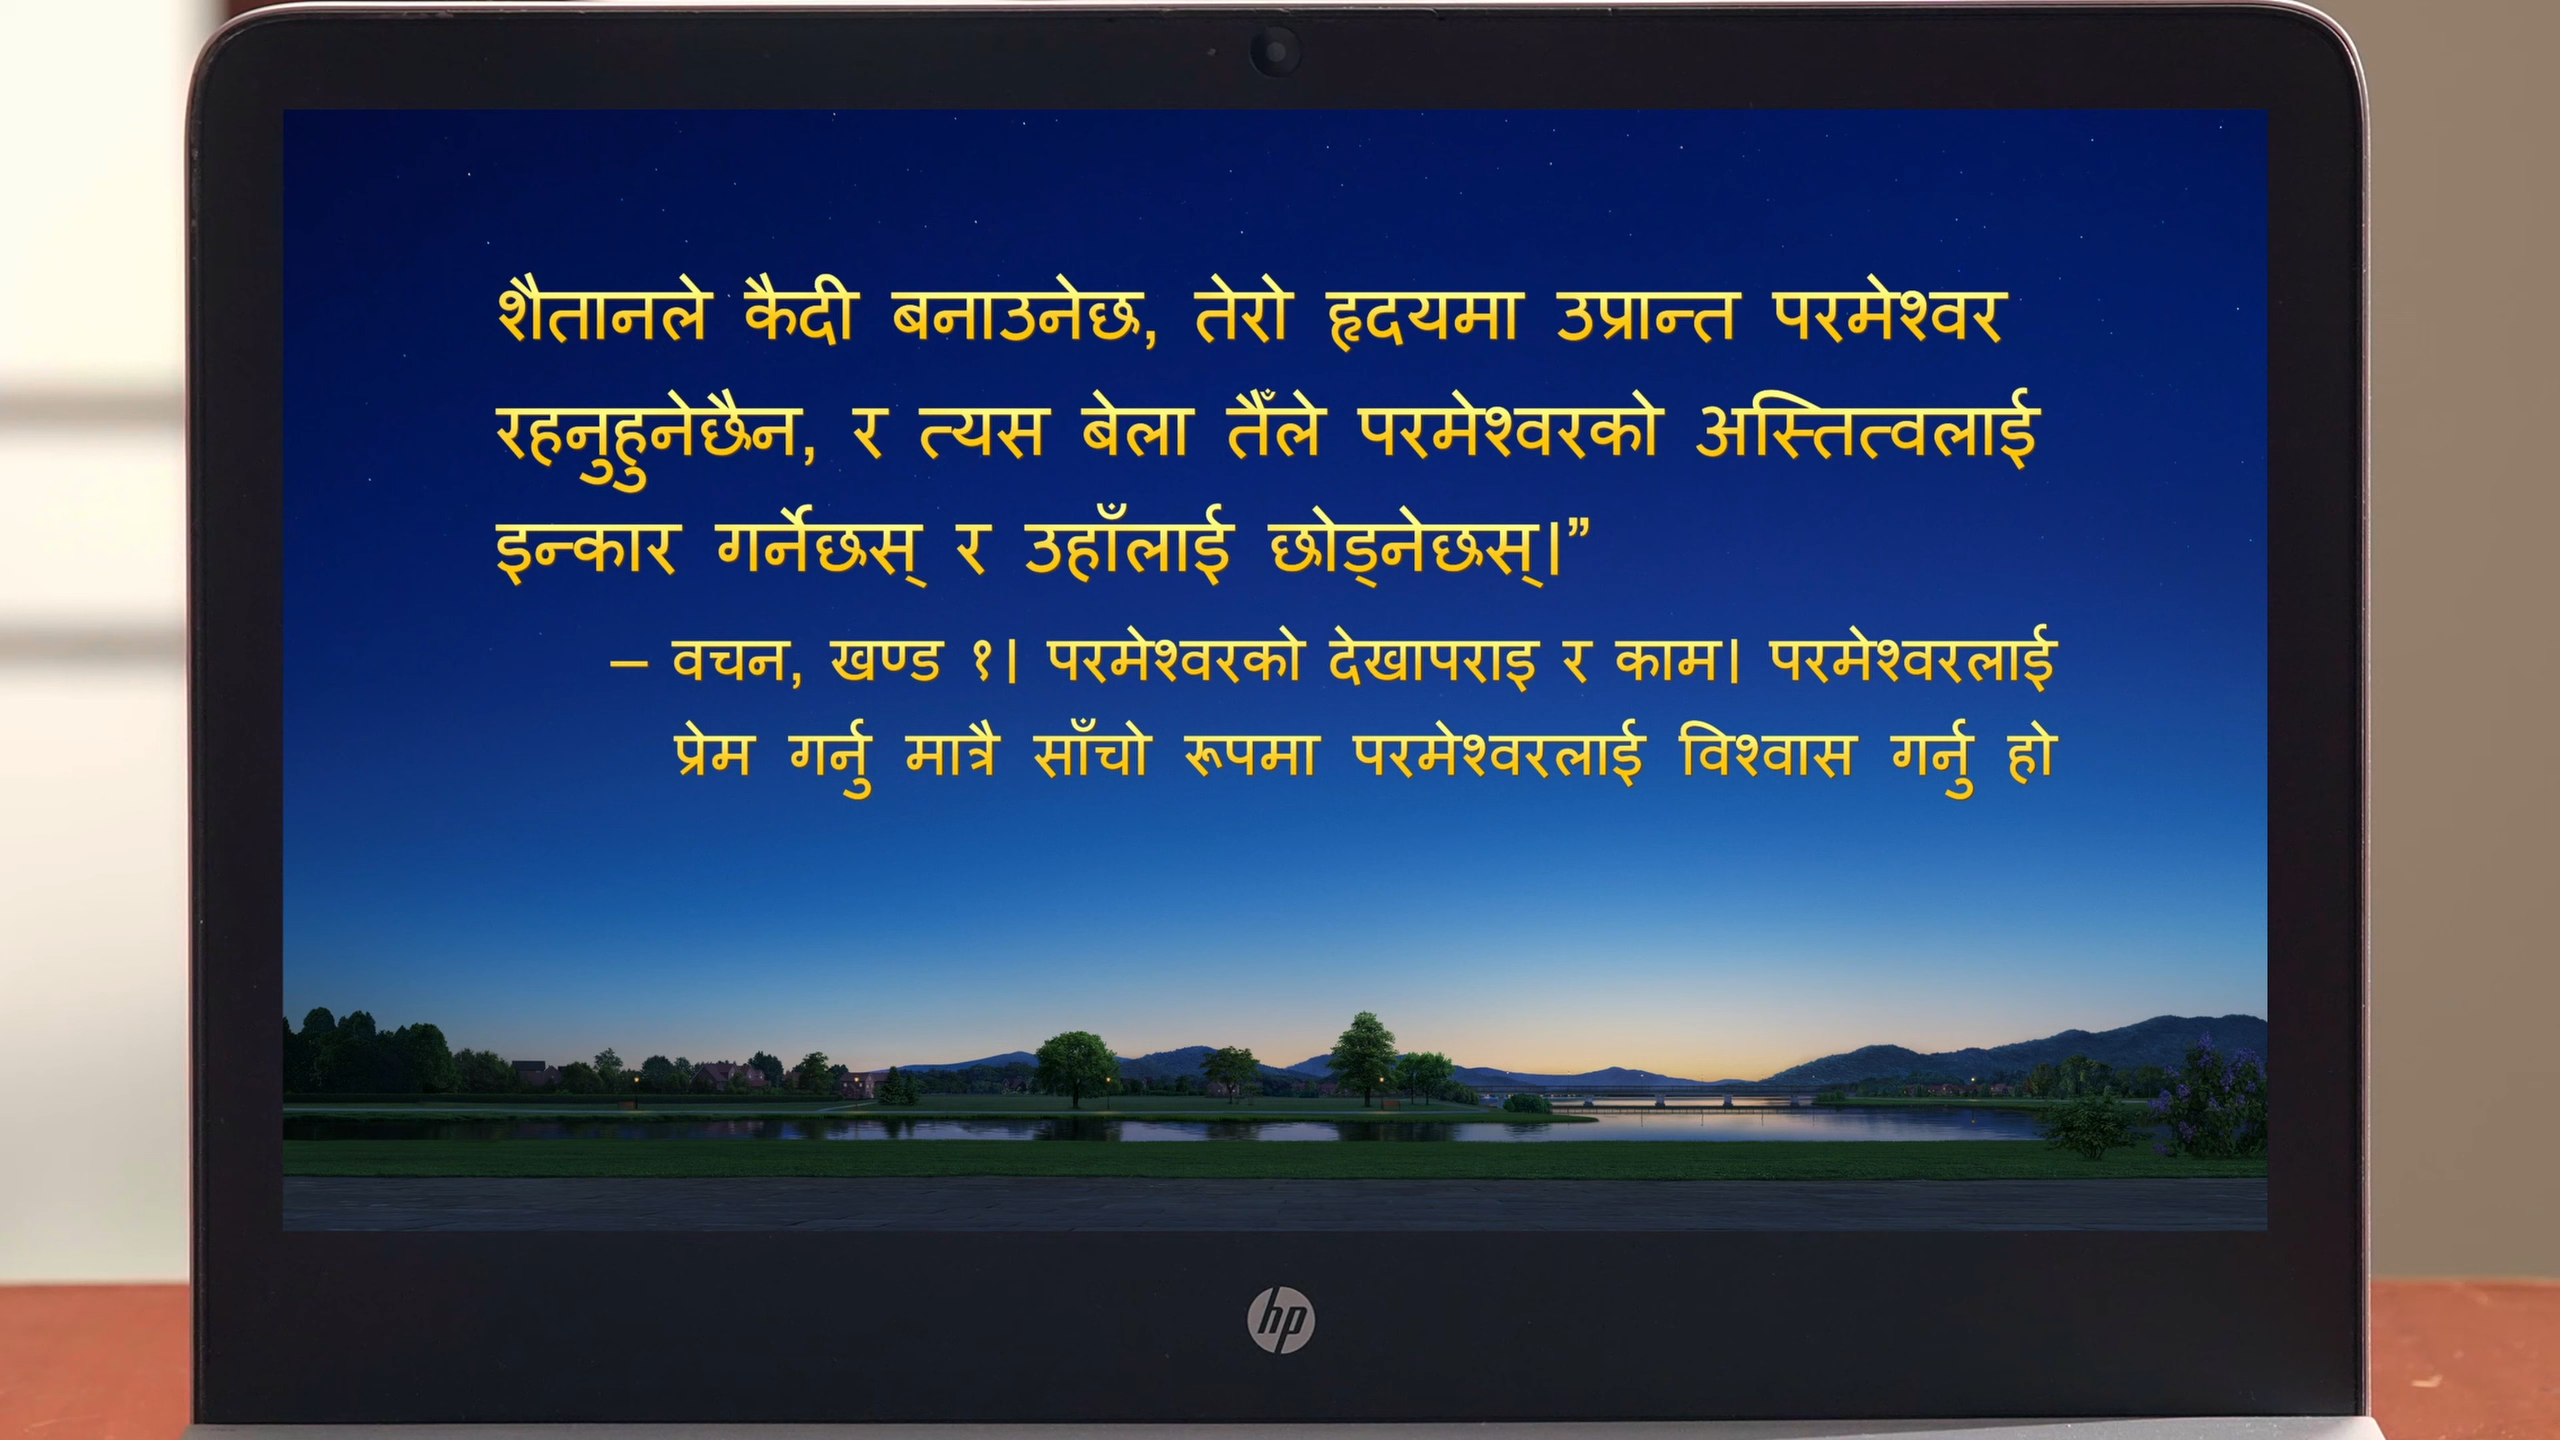 शैतानले कैदी बनाउनेछ, तेरो हृदयमा उप्रान्त परमेश्‍वर
रहनुहुनेछैन, र त्यस बेला तैँले परमेश्‍वरको अस्तित्वलाई
इन्कार गर्नेछस् र उहाँलाई छोड्नेछस्।”
– वचन, खण्ड १। परमेश्‍वरको देखापराइ र काम। परमेश्‍वरलाई
प्रेम गर्नु मात्रै साँचो रूपमा परमेश्‍वरलाई विश्‍वास गर्नु हो
hp